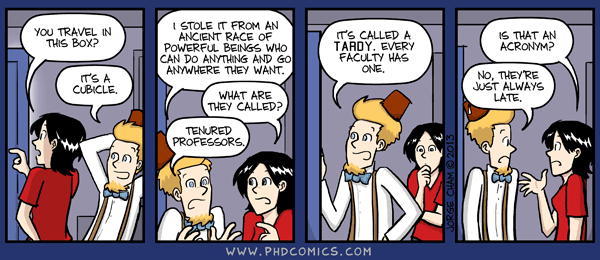 YOU TRAVEL IN
THIS BOX?
IT'S A
CUBICLE.
I STOLE IT FROM AN
ANCIENT RACE OF
POWERFUL BEINGS WHO
CAN DO ANYTHING AND GO
ANYWHERE THEY WANT.
WHAT ARE
THEY CALLED?
TENURED
PROFESSORS.
IT'S CALLED A
TARDY. EVERY
FACULTY HAS
ONE.
IS THAT AN
ACRONYM?
NO, THEY'RE
JUST ALWAYS
LATE.
JORGE CHAM © 2013
WWW.PHDCOMICS.COM